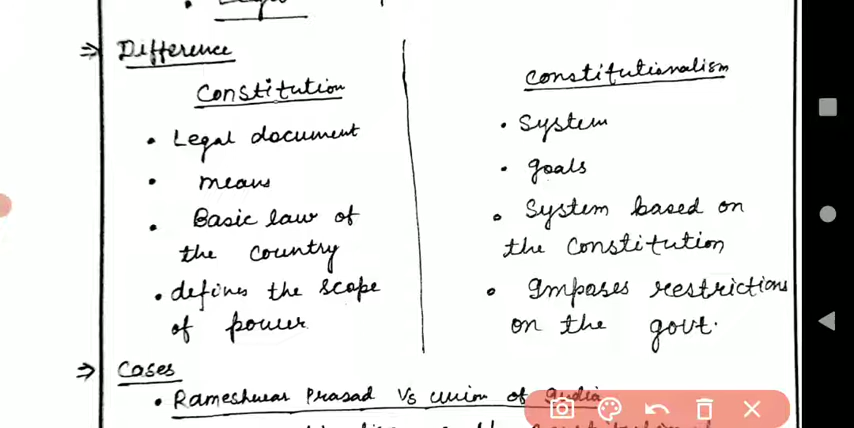 ⇒ Difference
Constitution
• Legal document
• means
• Basic law of
the country
• defines the scope
of power
Constitutionalism
• System
• goals
• System based on
the Constitution
• Imposes restrictions
on the govt.
⇒ Cases
• Rameshwar Prasad Vs Union of India